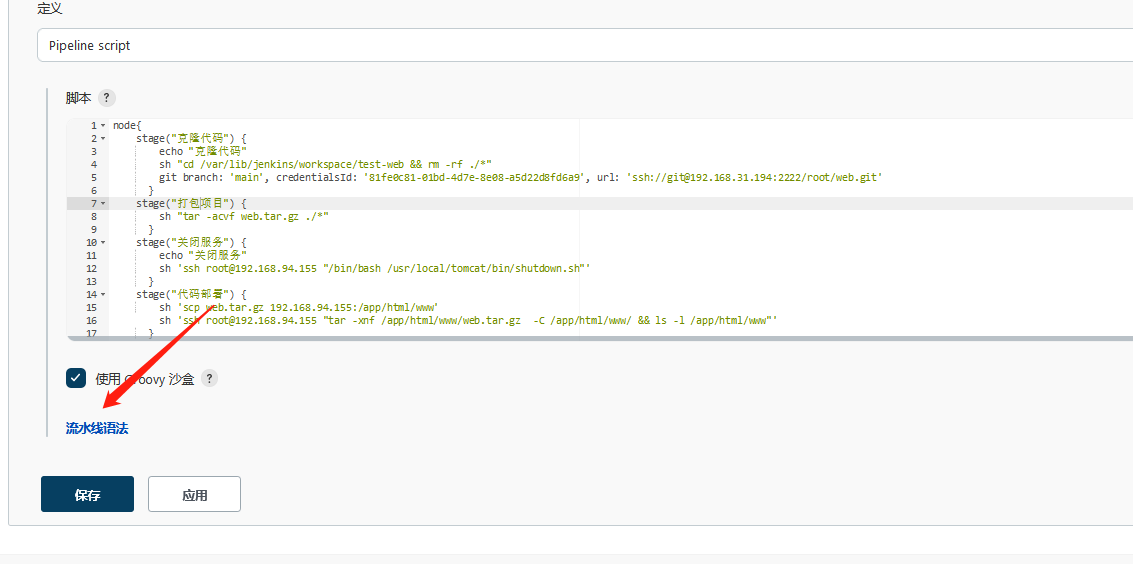 定义
Pipeline script
脚本 ?
1 node{
2 stage("克隆代码") {
3 echo "克隆代码"
4 sh "cd /var/lib/jenkins/workspace/test-web && rm -rf ./*"
5 git branch: 'main', credentialsId: '81fe0c81-01bd-4d7e-8e08-a5d22d8fd6a9', url: 'ssh://git@192.168.31.194:2222/root/web.git'
6 }
7 stage("打包项目") {
8 sh "tar -acvf web.tar.gz ./*"
9 }
10 stage("关闭服务") {
11 echo "关闭服务"
12 sh 'ssh root@192.168.94.155 "/bin/bash /usr/local/tomcat/bin/shutdown.sh"'
13 }
14 stage("代码部署") {
15 sh 'scp web.tar.gz 192.168.94.155:/app/html/www'
16 sh 'ssh root@192.168.94.155 "tar -xnf /app/html/www/web.tar.gz  -C /app/html/www/ && ls -l /app/html/www"'
17 }
使用 Groovy 沙盒 ?
流水线语法
保存 应用